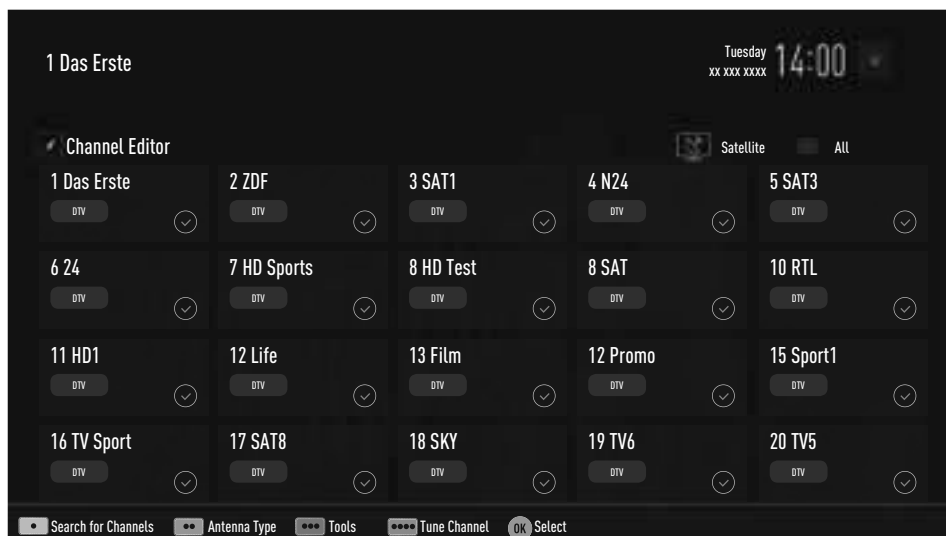 1 Das Erste
Tuesday
xx xxx xxxx
14:00
Channel Editor
Satellite
All
1 Das Erste
2 ZDF
3 SAT1
4 N24
5 SAT3
DTV
DTV
DTV
DTV
DTV
6 24
7 HD Sports
8 HD Test
8 SAT
10 RTL
DTV
DTV
DTV
DTV
DTV
11 HD1
12 Life
13 Film
12 Promo
15 Sport1
DTV
DTV
DTV
DTV
DTV
16 TV Sport
17 SAT8
18 SKY
19 TV6
20 TV5
DTV
DTV
DTV
DTV
DTV
Search for Channels
Antenna Type
Tools
Tune Channel
OK Select